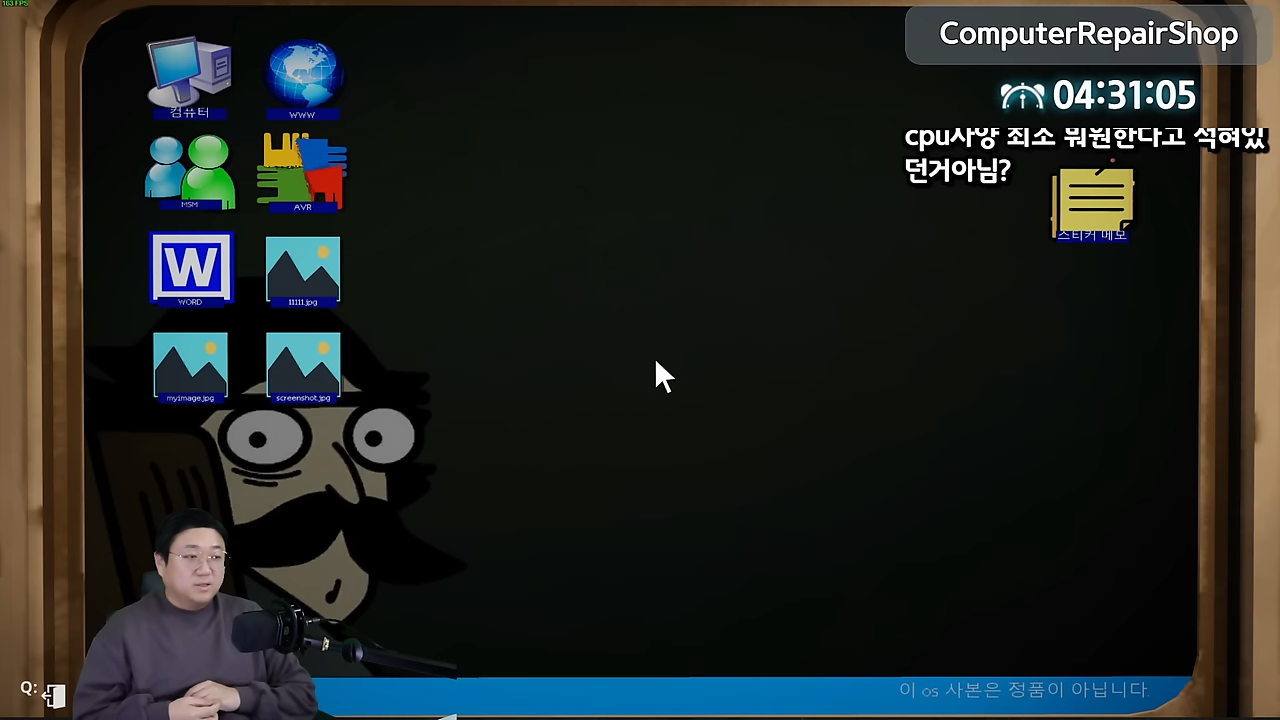 163 FPS
ComputerRepairShop
04:31:05
cpu사양 최소 뭐원한다고 적혀있
던거아님?
컴퓨터
WWW
MSM
AVR
스티커 메모
W
WORD
11111.jpg
myimage.jpg
screenshot.jpg
Q:
이 os 사본은 정품이 아닙니다.